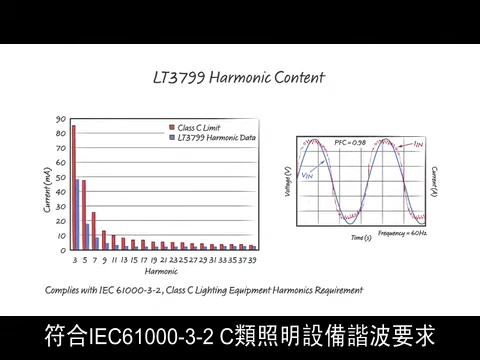 LT3799 Harmonic Content
90
80
70
60
50
40
30
20
10
0
Current (mA)
Class C Limit
LT3799 Harmonic Data
3 5 7 9 11 13 15 17 19 21 23 25 27 29 31 33 35 37 39
Harmonic
PFC = 0.98
IIN
VIN
Voltage (V)
Current (A)
Time (s)
Frequency = 60Hz
Complies with IEC 61000-3-2, Class C Lighting Equipment Harmonics Requirement
符合IEC61000-3-2 C類照明設備諧波要求